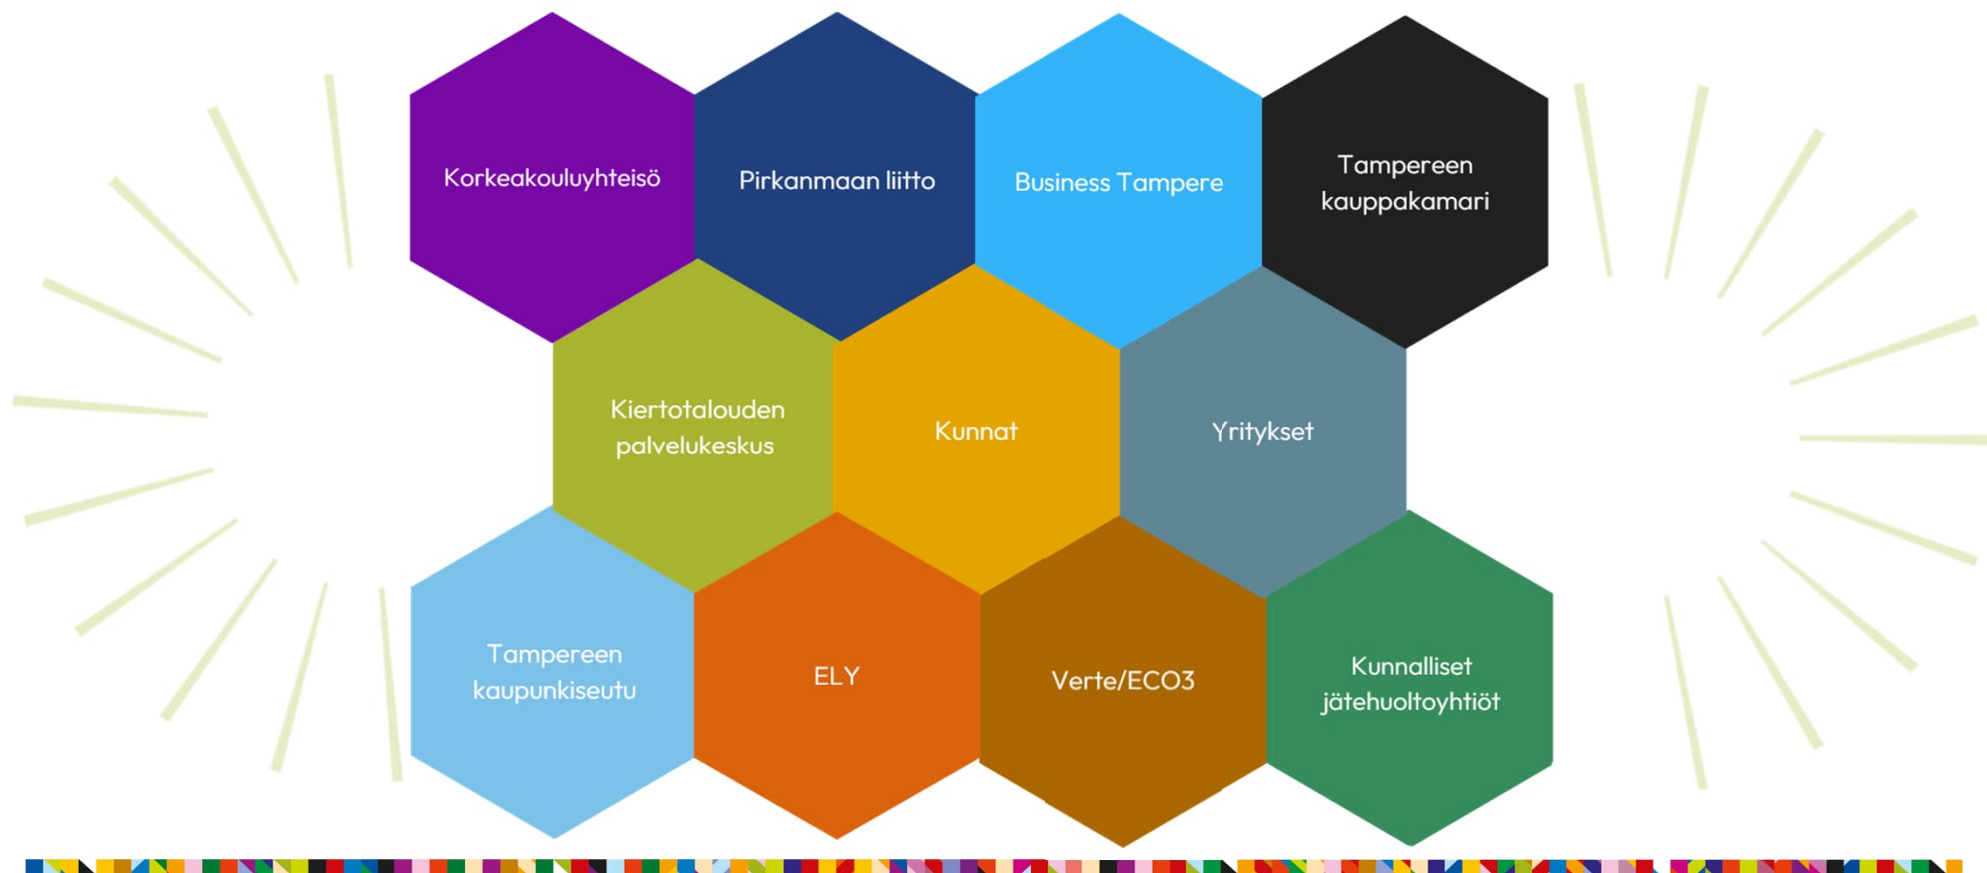 Korkeakouluyhteisö
Pirkanmaan liitto
Business Tampere
Tampereen
kauppakamari
Kiertotalouden
palvelukeskus
Kunnat
Yritykset
Tampereen
kaupunkiseutu
ELY
Verte/ECO3
Kunnalliset
jätehuoltoyhtiöt